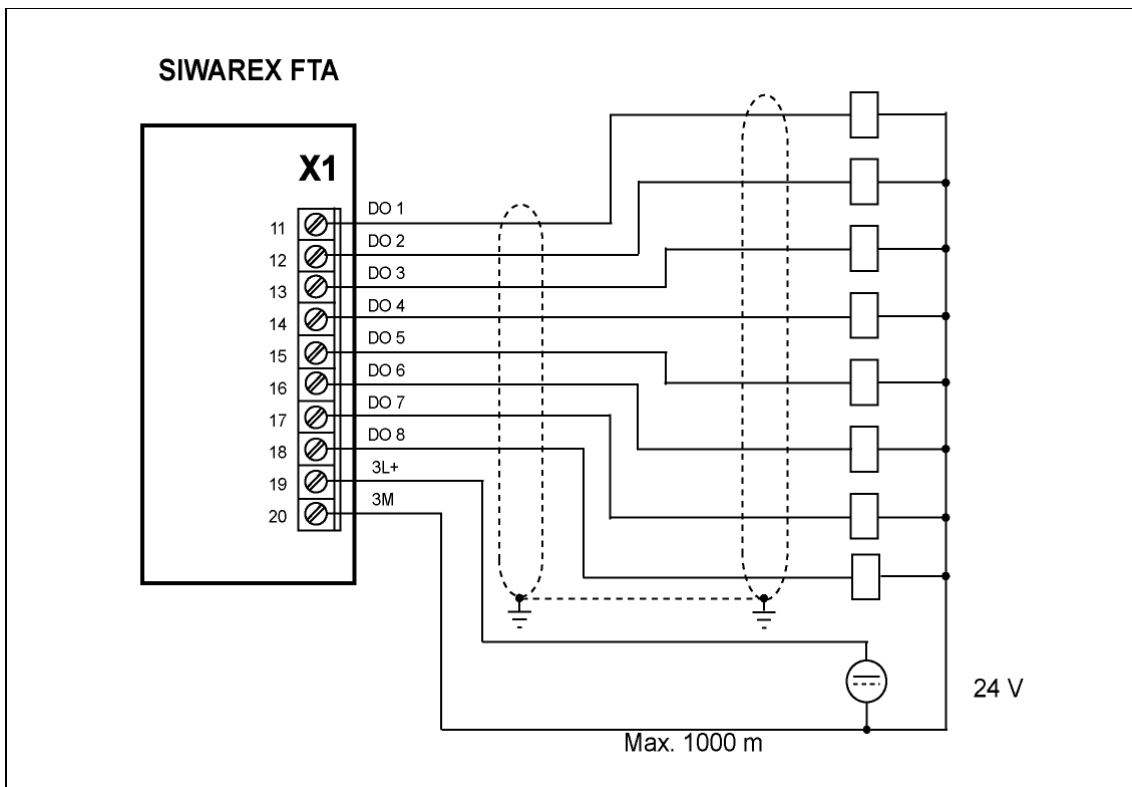 SIWAREX FTA
X1
11 DO 1
12 DO 2
13 DO 3
14 DO 4
15 DO 5
16 DO 6
17 DO 7
18 DO 8
19 3L+
20 3M
24 V
Max. 1000 m